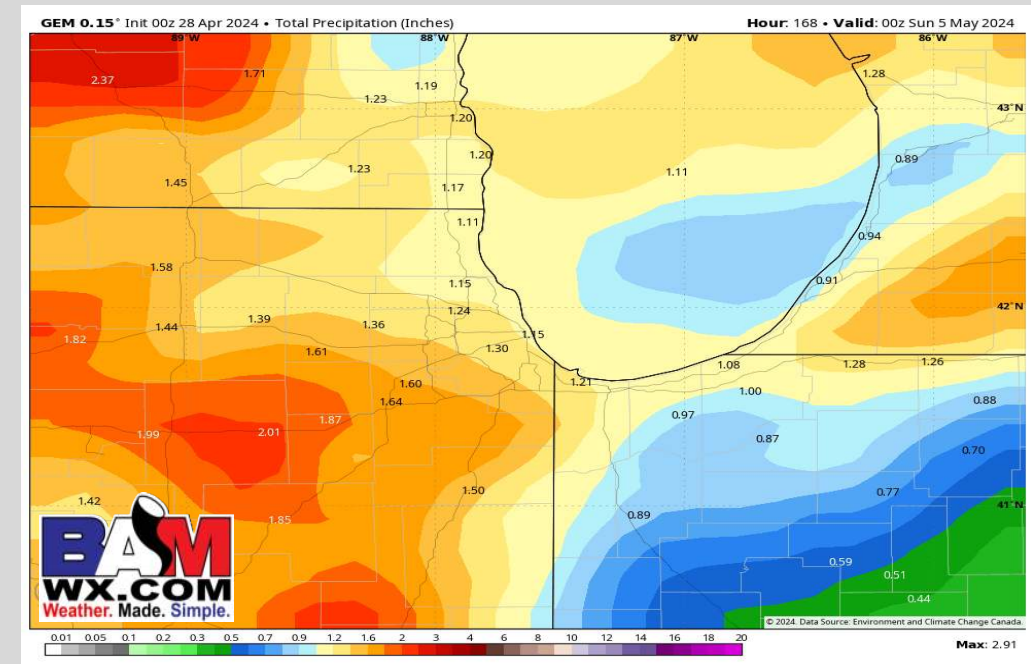 GEM 0.15° Init 00z 28 Apr 2024 • Total Precipitation (Inches) Hour: 168 • Valid: 00z Sun 5 May 2024
89°W 88°W 87°W 86°W
2.37 1.71 1.19 1.28
1.23
43°N
1.20
1.20 0.89
1.23 1.11
1.45 1.17
1.11
0.94
1.58
1.15 0.91
42°N
1.39 1.24
1.44 1.36 1.15
1.82
1.61 1.30
1.08 1.28 1.26
1.60 1.21
1.64 1.00 0.88
1.87 0.97
1.99 2.01 0.87
0.70
1.42 1.50 0.77
41°N
1.85 0.89
BAM
WX.COM
Weather. Made. Simple.
0.59
0.51
0.44
© 2024. Data Source: Environment and Climate Change Canada.
0.01 0.05 0.1 0.2 0.3 0.5 0.7 0.9 1.2 1.6 2 3 4 6 8 10 12 14 16 18 20
Max: 2.91